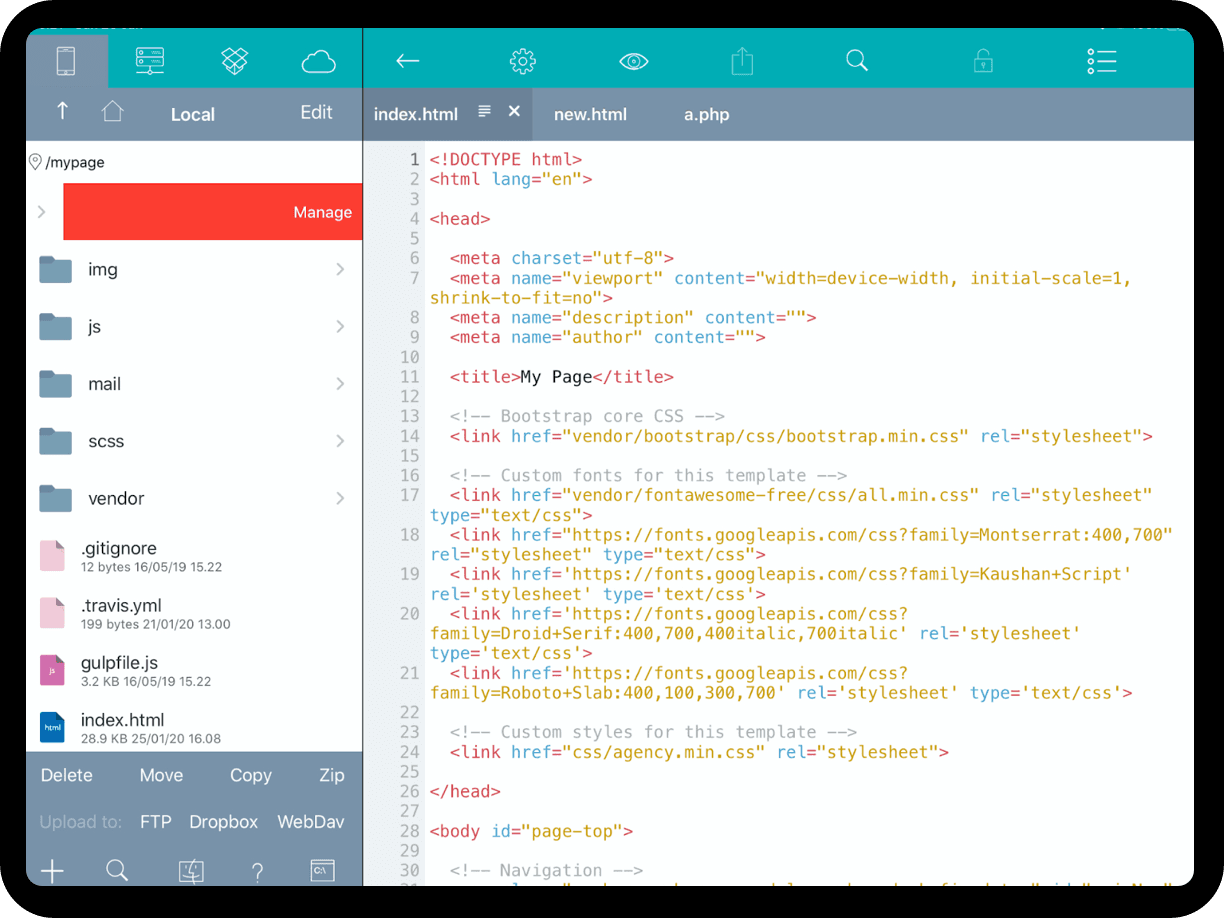 Local
Edit
/mypage
Manage
img
js
mail
scss
vendor
.gitignore
12 bytes 16/05/19 15.22
.travis.yml
199 bytes 21/01/20 13.00
js
gulpfile.js
3.2 KB 16/05/19 15.22
html
index.html
28.9 KB 25/01/20 16.08
Delete Move Copy Zip
Upload to: FTP Dropbox WebDav
?
C:\
index.html new.html a.php
1 <!DOCTYPE html>
2 <html lang="en">
3
4 <head>
5
6 <meta charset="utf-8">
7 <meta name="viewport" content="width=device-width, initial-scale=1,
shrink-to-fit=no">
8 <meta name="description" content="">
9 <meta name="author" content="">
10
11 <title>My Page</title>
12
13 <!-- Bootstrap core CSS -->
14 <link href="vendor/bootstrap/css/bootstrap.min.css" rel="stylesheet">
15
16 <!-- Custom fonts for this template -->
17 <link href="vendor/fontawesome-free/css/all.min.css" rel="stylesheet"
type="text/css">
18 <link href="https://fonts.googleapis.com/css?family=Montserrat:400,700"
rel="stylesheet" type="text/css">
19 <link href='https://fonts.googleapis.com/css?family=Kaushan+Script'
rel='stylesheet' type='text/css'>
20 <link href='https://fonts.googleapis.com/css?
family=Droid+Serif:400,700,400italic,700italic' rel='stylesheet'
type='text/css'>
21 <link href='https://fonts.googleapis.com/css?
family=Roboto+Slab:400,100,300,700' rel='stylesheet' type='text/css'>
22
23 <!-- Custom styles for this template -->
24 <link href="css/agency.min.css" rel="stylesheet">
25
26 </head>
27
28 <body id="page-top">
29
30 <!-- Navigation -->